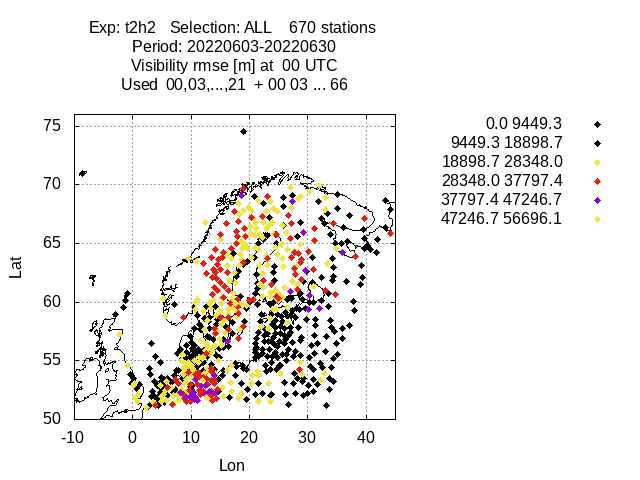 Exp: t2h2   Selection: ALL    670 stations
Period: 20220603-20220630
Visibility rmse [m] at  00 UTC
Used  00,03,...,21  + 00 03 ... 66
0.0 9449.3
9449.3 18898.7
18898.7 28348.0
28348.0 37797.4
37797.4 47246.7
47246.7 56696.1
75
70
65
60
55
50
Lat
-10 0 10 20 30 40
Lon